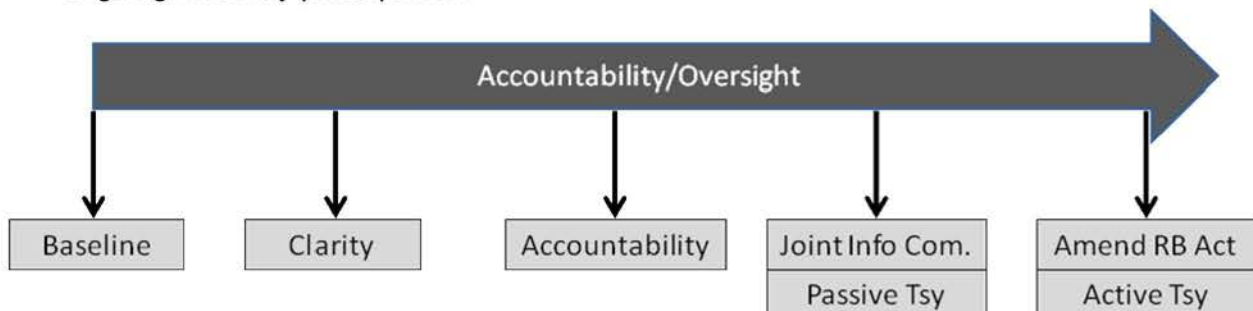 Accountability/Oversight
Baseline
Clarity
Accountability
Joint Info Com.
Amend RB Act
Passive Tsy
Active Tsy